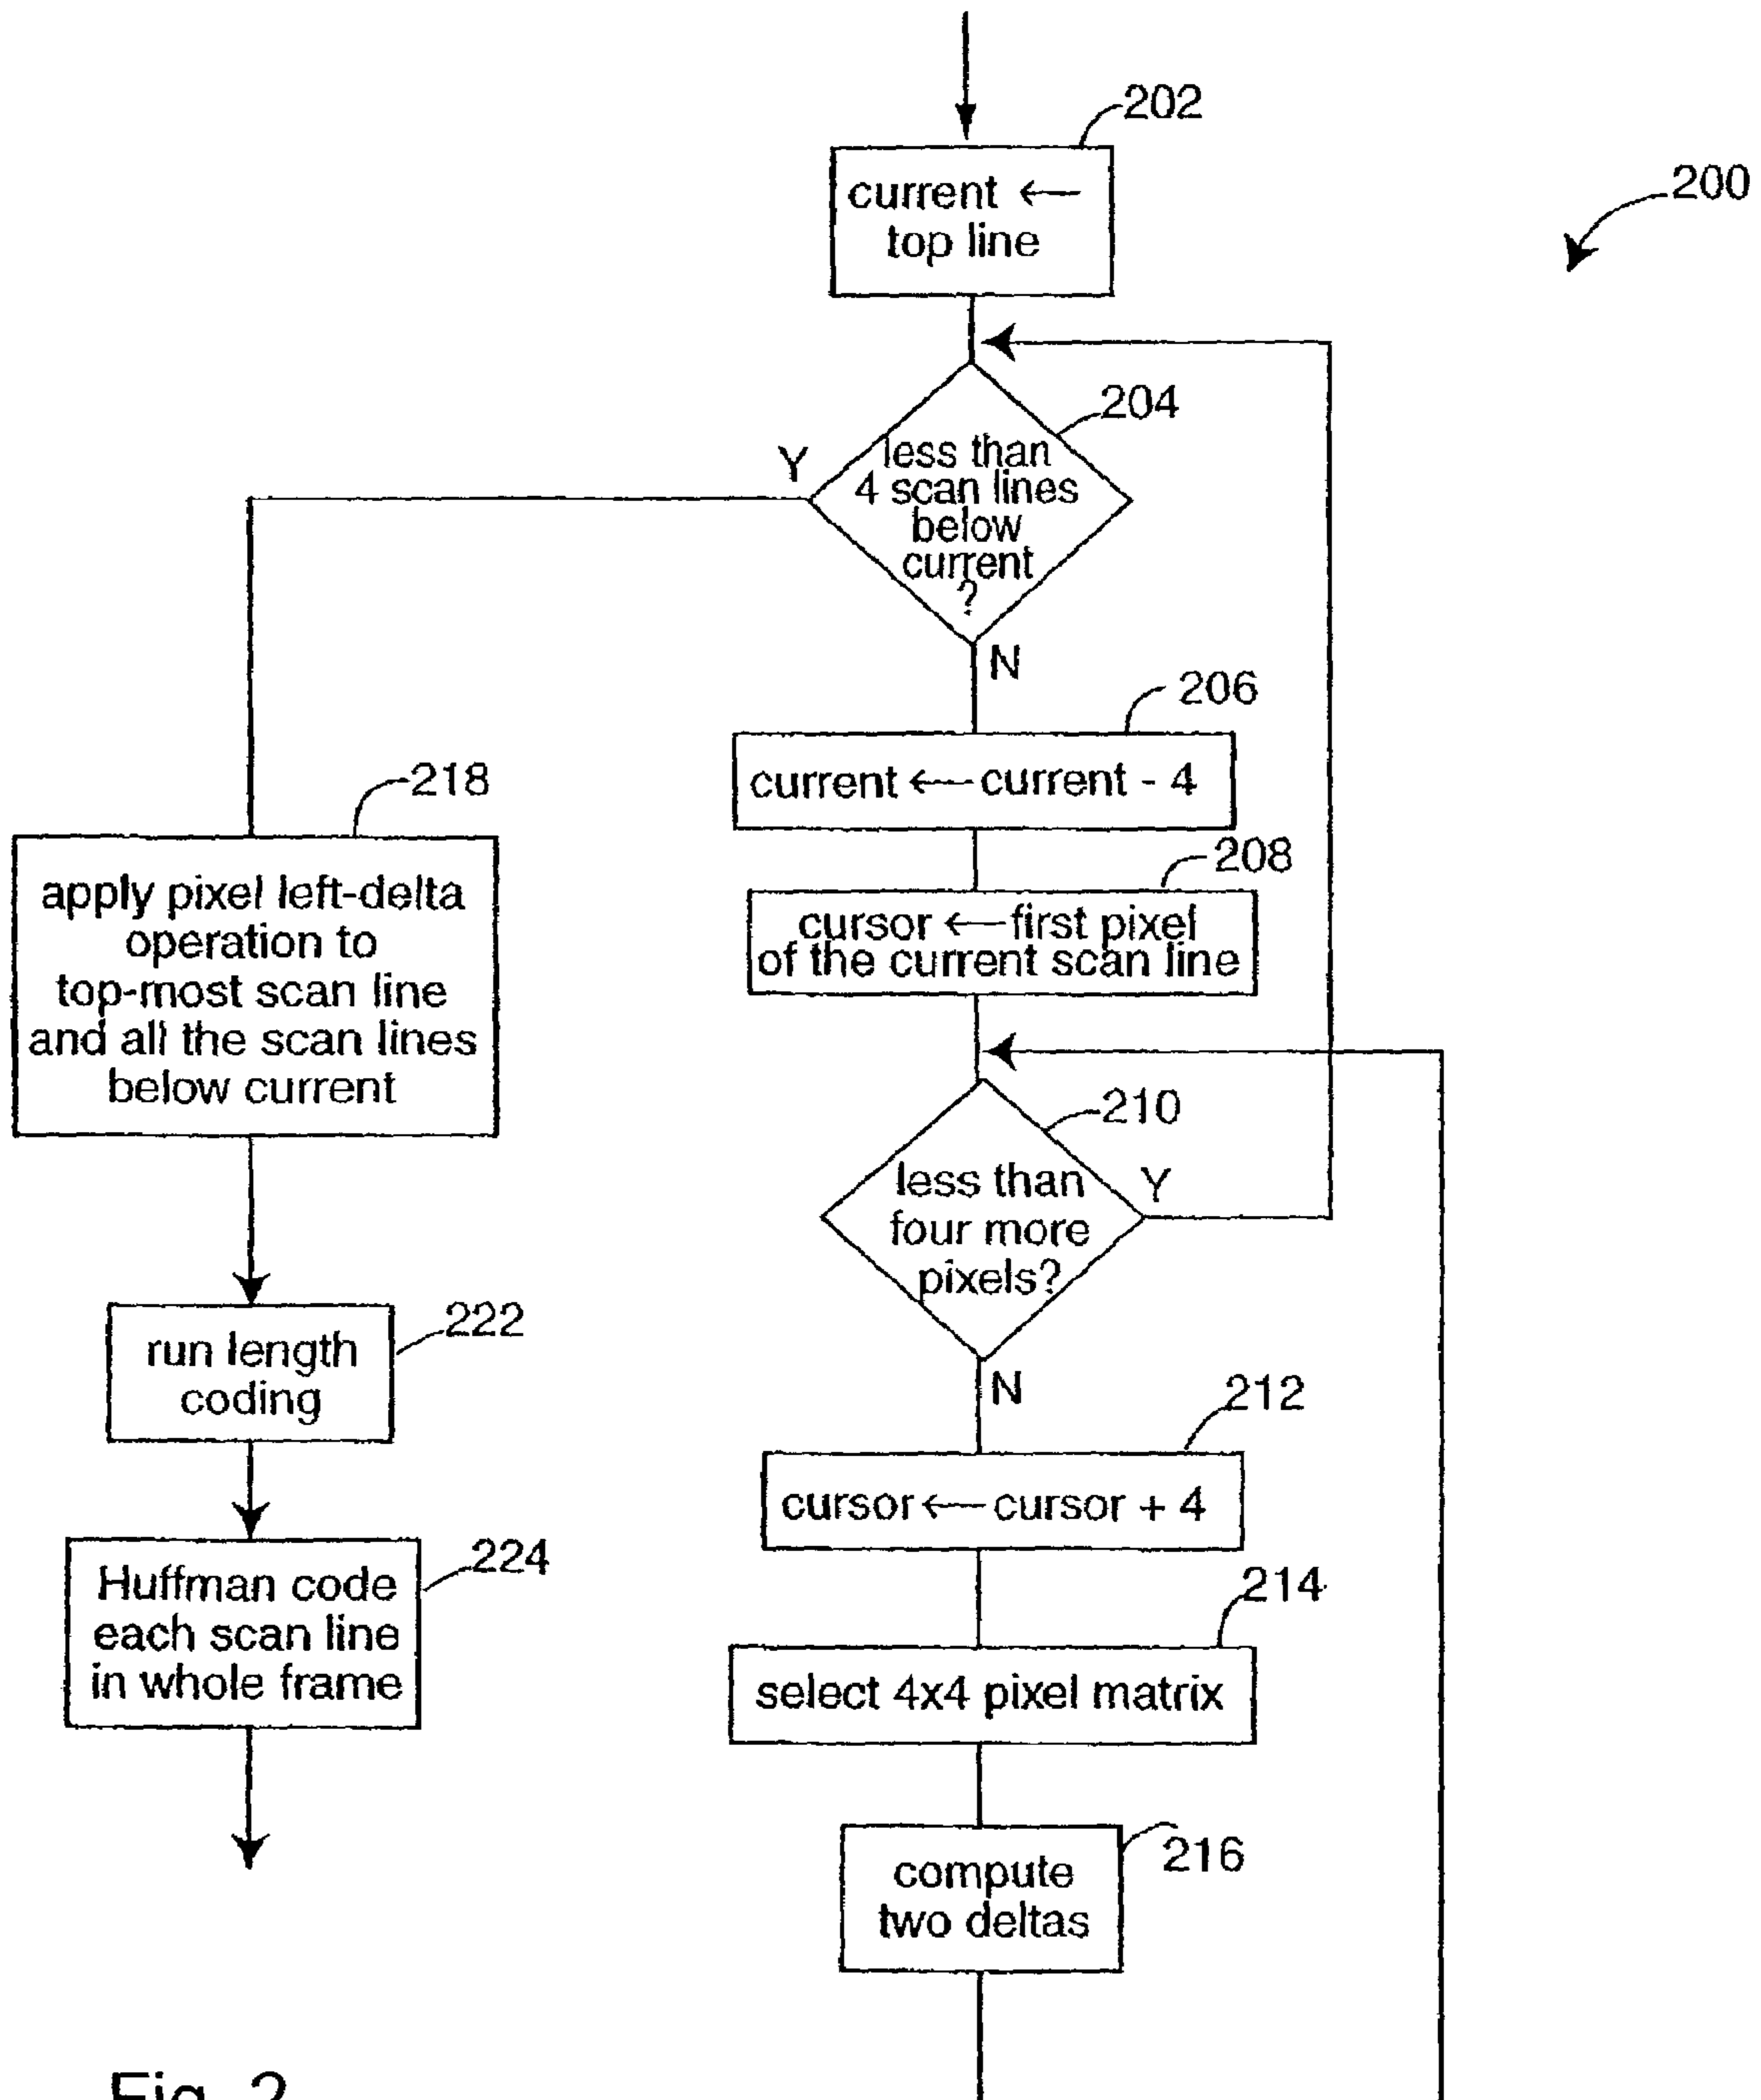 202
current ←
top line
200
204
Y
less than
4 scan lines
below
current
?
N
206
current ← current - 4
208
cursor ← first pixel
of the current scan line
218
apply pixel left-delta
operation to
top-most scan line
and all the scan lines
below current
210
less than
four more
pixels?
Y
N
222
run length
coding
212
cursor ← cursor + 4
224
Huffman code
each scan line
in whole frame
214
select 4x4 pixel matrix
216
compute
two deltas
Fig. 2